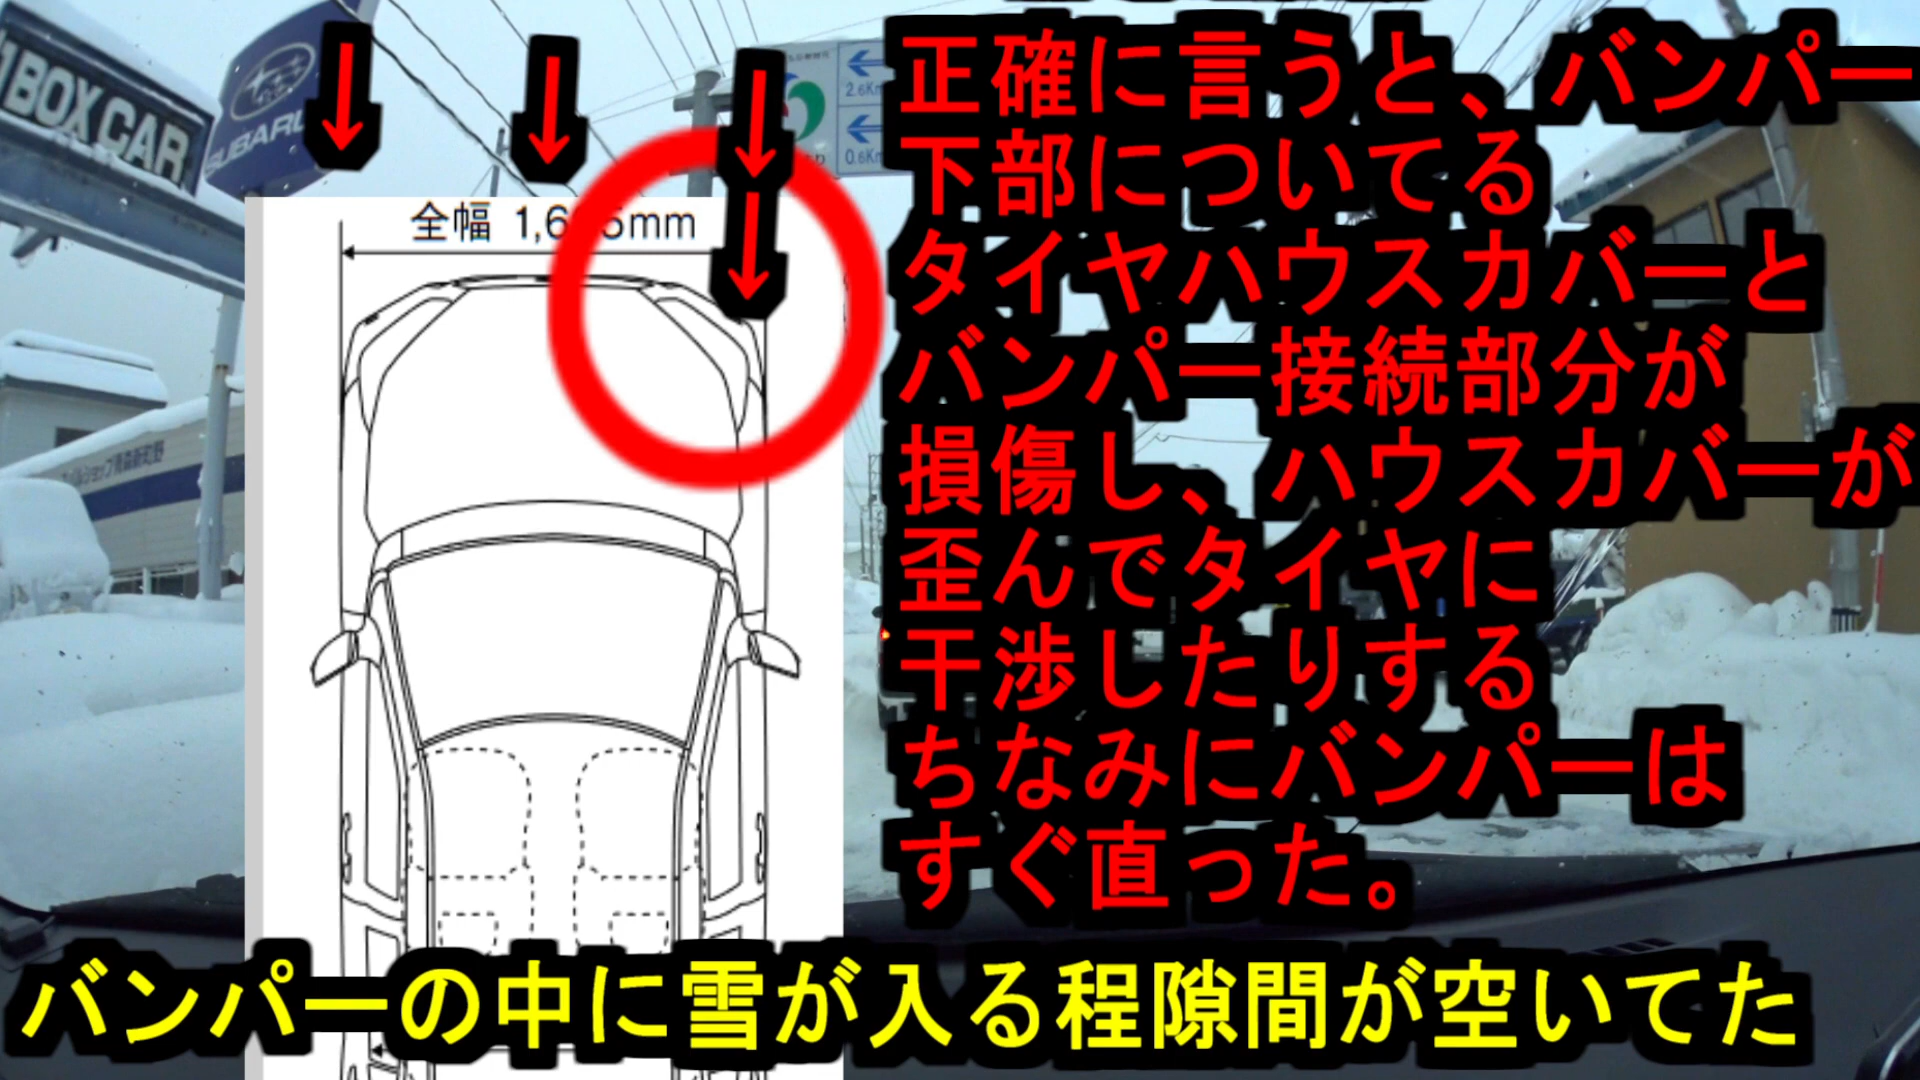 1BOX CAR
SUBARU
2.6Km
0.6Km
全幅
正確に言うと、バンパー
下部についてる
タイヤハウスカバーと
バンパー接続部分が
損傷し、ハウスカバーが
歪んでタイヤに
干渉したりする
ちなみにバンパーは
すぐ直った。
バンパーの中に雪が入る程隙間が空いてた